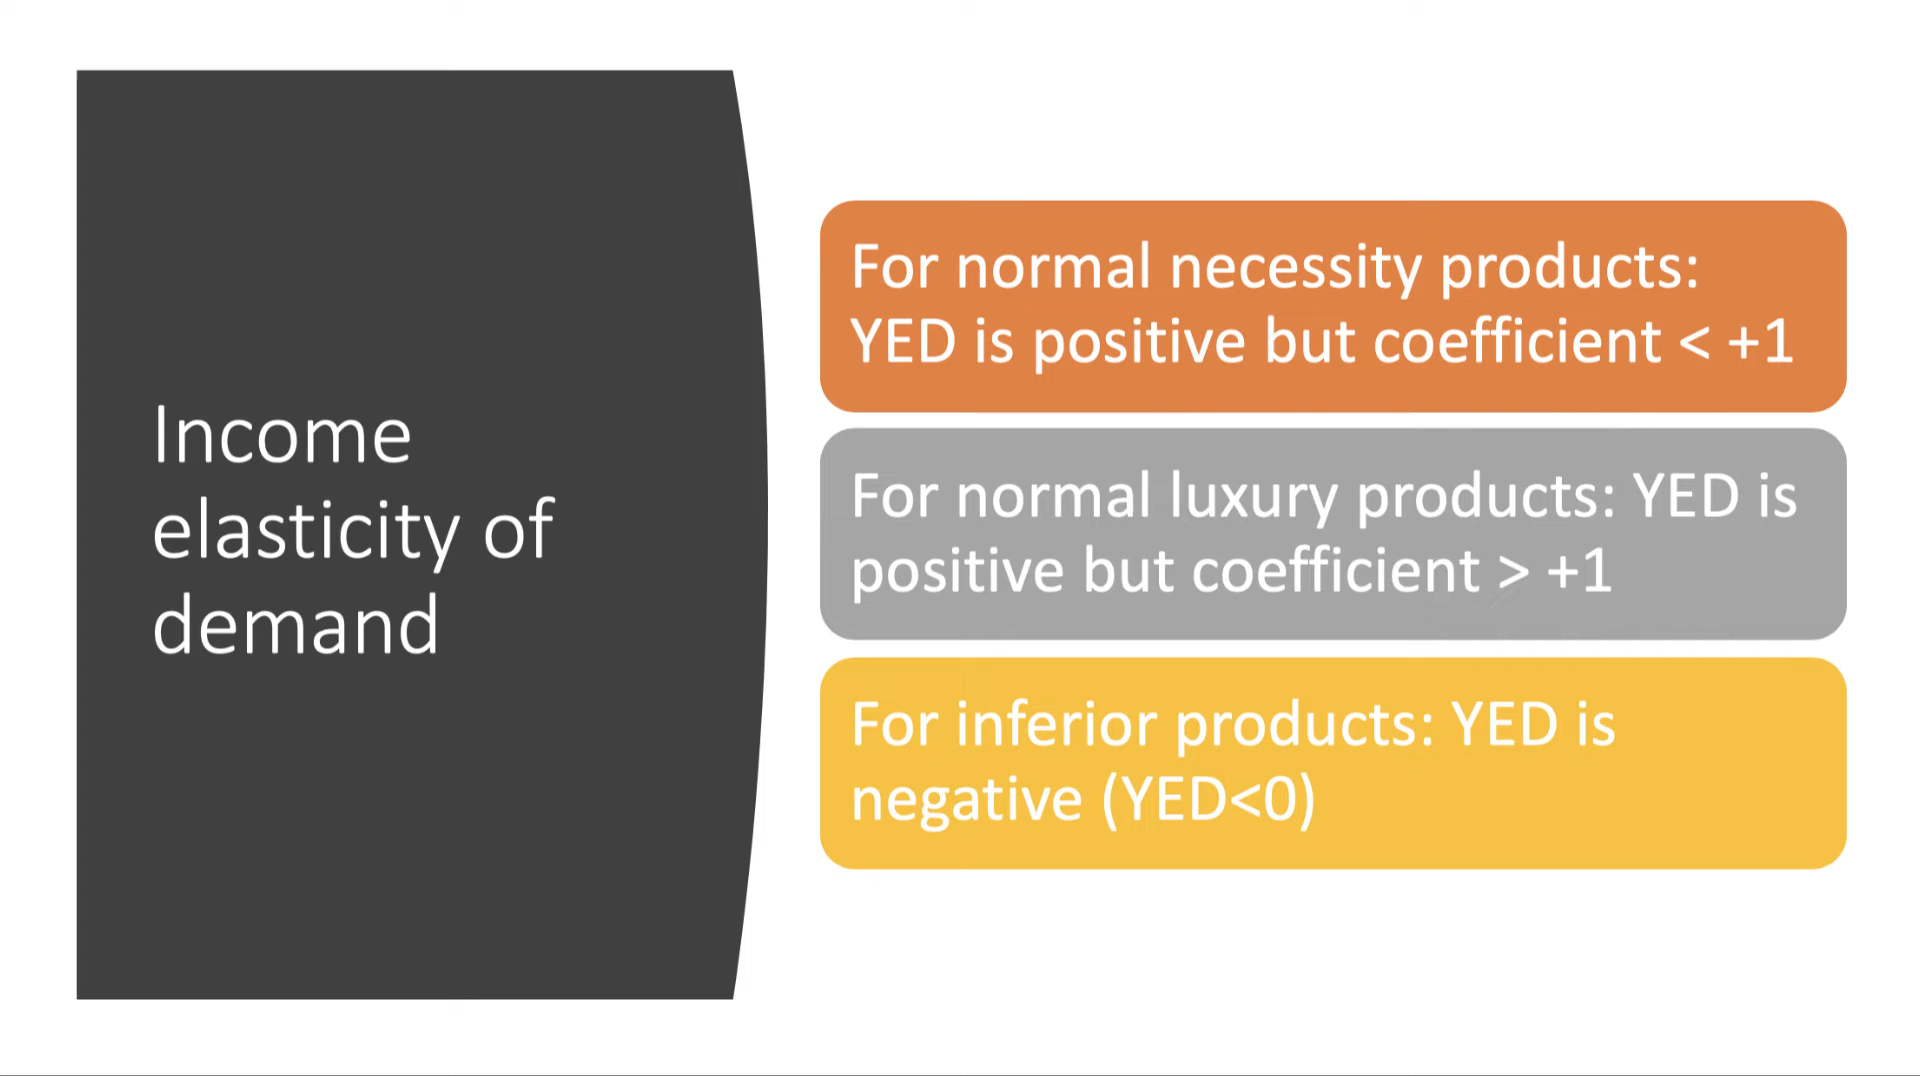 Income
elasticity of
demand
For normal necessity products:
YED is positive but coefficient < +1
For normal luxury products: YED is
positive but coefficient > +1
For inferior products: YED is
negative (YED<0)